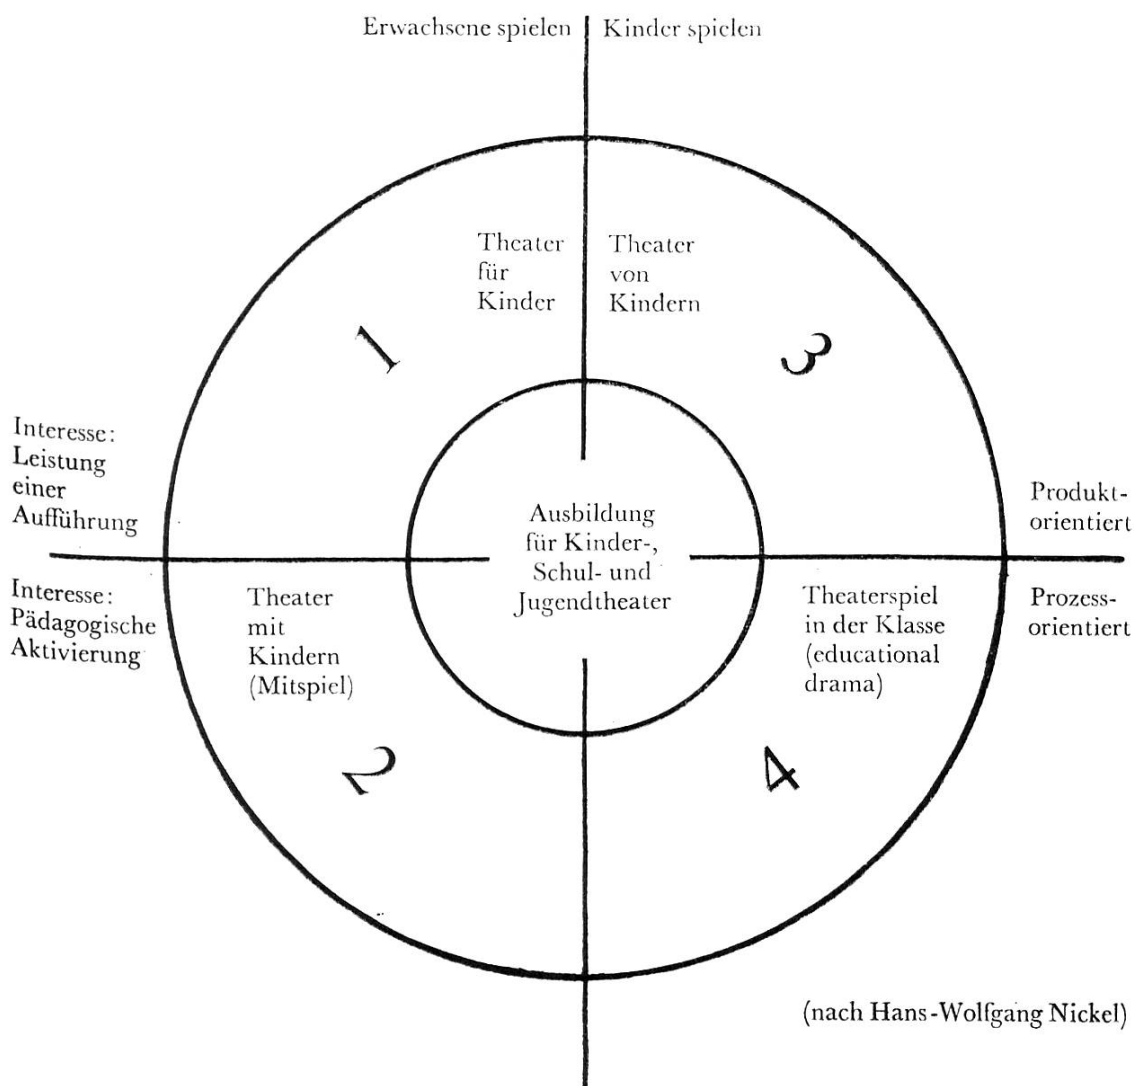 Erwachsene spielen
Kinder spielen
Theater
für
Kinder
Theater
von
Kindern
1
3
Interesse:
Leistung
einer
Aufführung
Produkt-
orientiert
Ausbildung
für Kinder-,
Schul- und
Jugendtheater
Interesse:
Pädagogische
Aktivierung
Theater
mit
Kindern
(Mitspiel)
Theaterspiel
in der Klasse
(educational
drama)
Prozess-
orientiert
2
4
(nach Hans-Wolfgang Nickel)